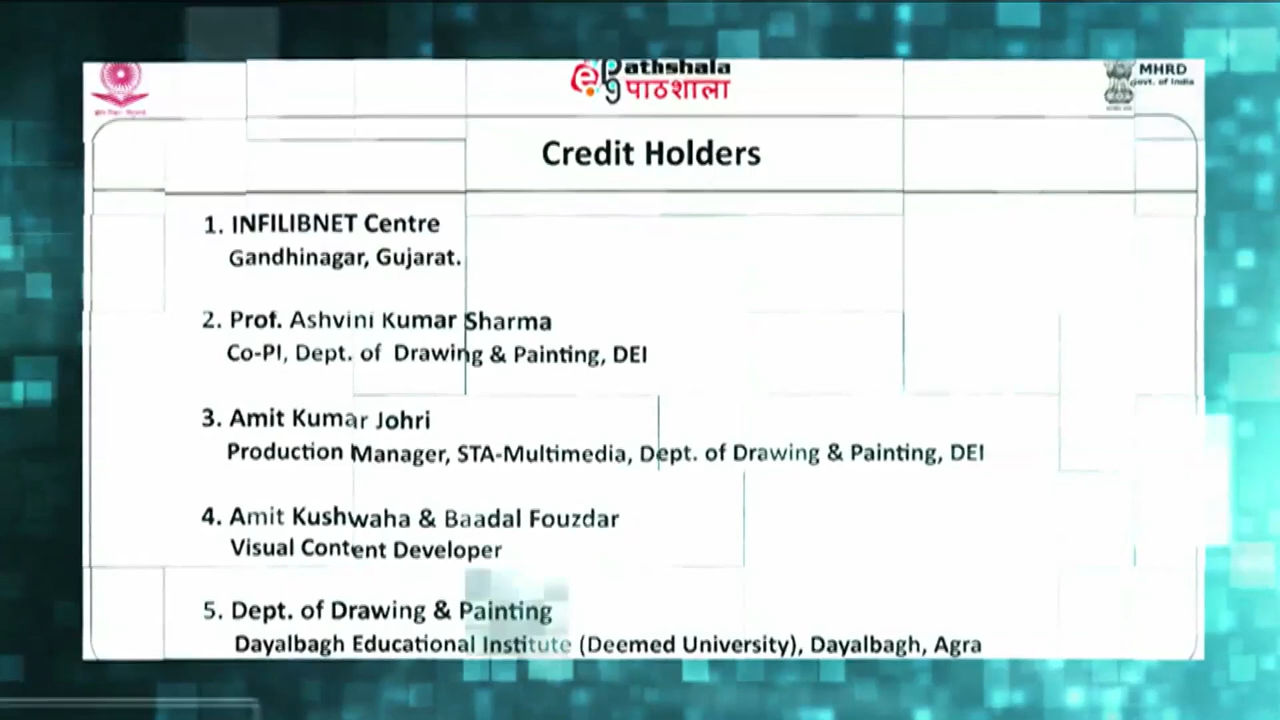 ePathshala
पाठशाला
MHRD
Govt. of India
Credit Holders
1. INFILIBNET Centre
Gandhinagar, Gujarat.
2. Prof. Ashvini Kumar Sharma
Co-PI, Dept. of Drawing & Painting, DEI
3. Amit Kumar Johri
Production Manager, STA-Multimedia, Dept. of Drawing & Painting, DEI
4. Amit Kushwaha & Baadal Fouzdar
Visual Content Developer
5. Dept. of Drawing & Painting
Dayalbagh Educational Institute (Deemed University), Dayalbagh, Agra